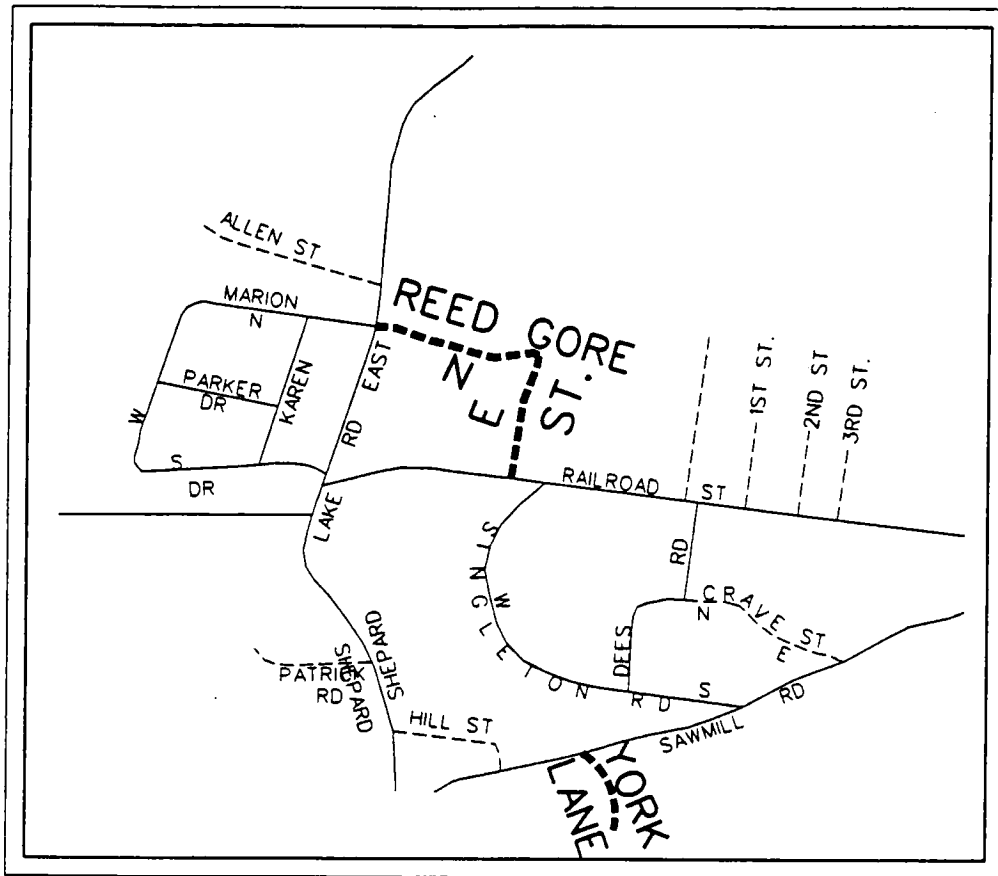 ALLEN ST
MARION
N
REED GORE
ST.
N
E
PARKER
DR
KAREN
EAST
RD
LAKE
W
S
DR
1ST ST.
2ND ST
3RD ST.
RAILROAD ST
SINGLETON RD
W
S
RD
N
CRAVE ST
E
DEES
SHEPARD
SHEPARD
PATRICK
RD
HILL ST
SAWMILL RD
YORK
LANE